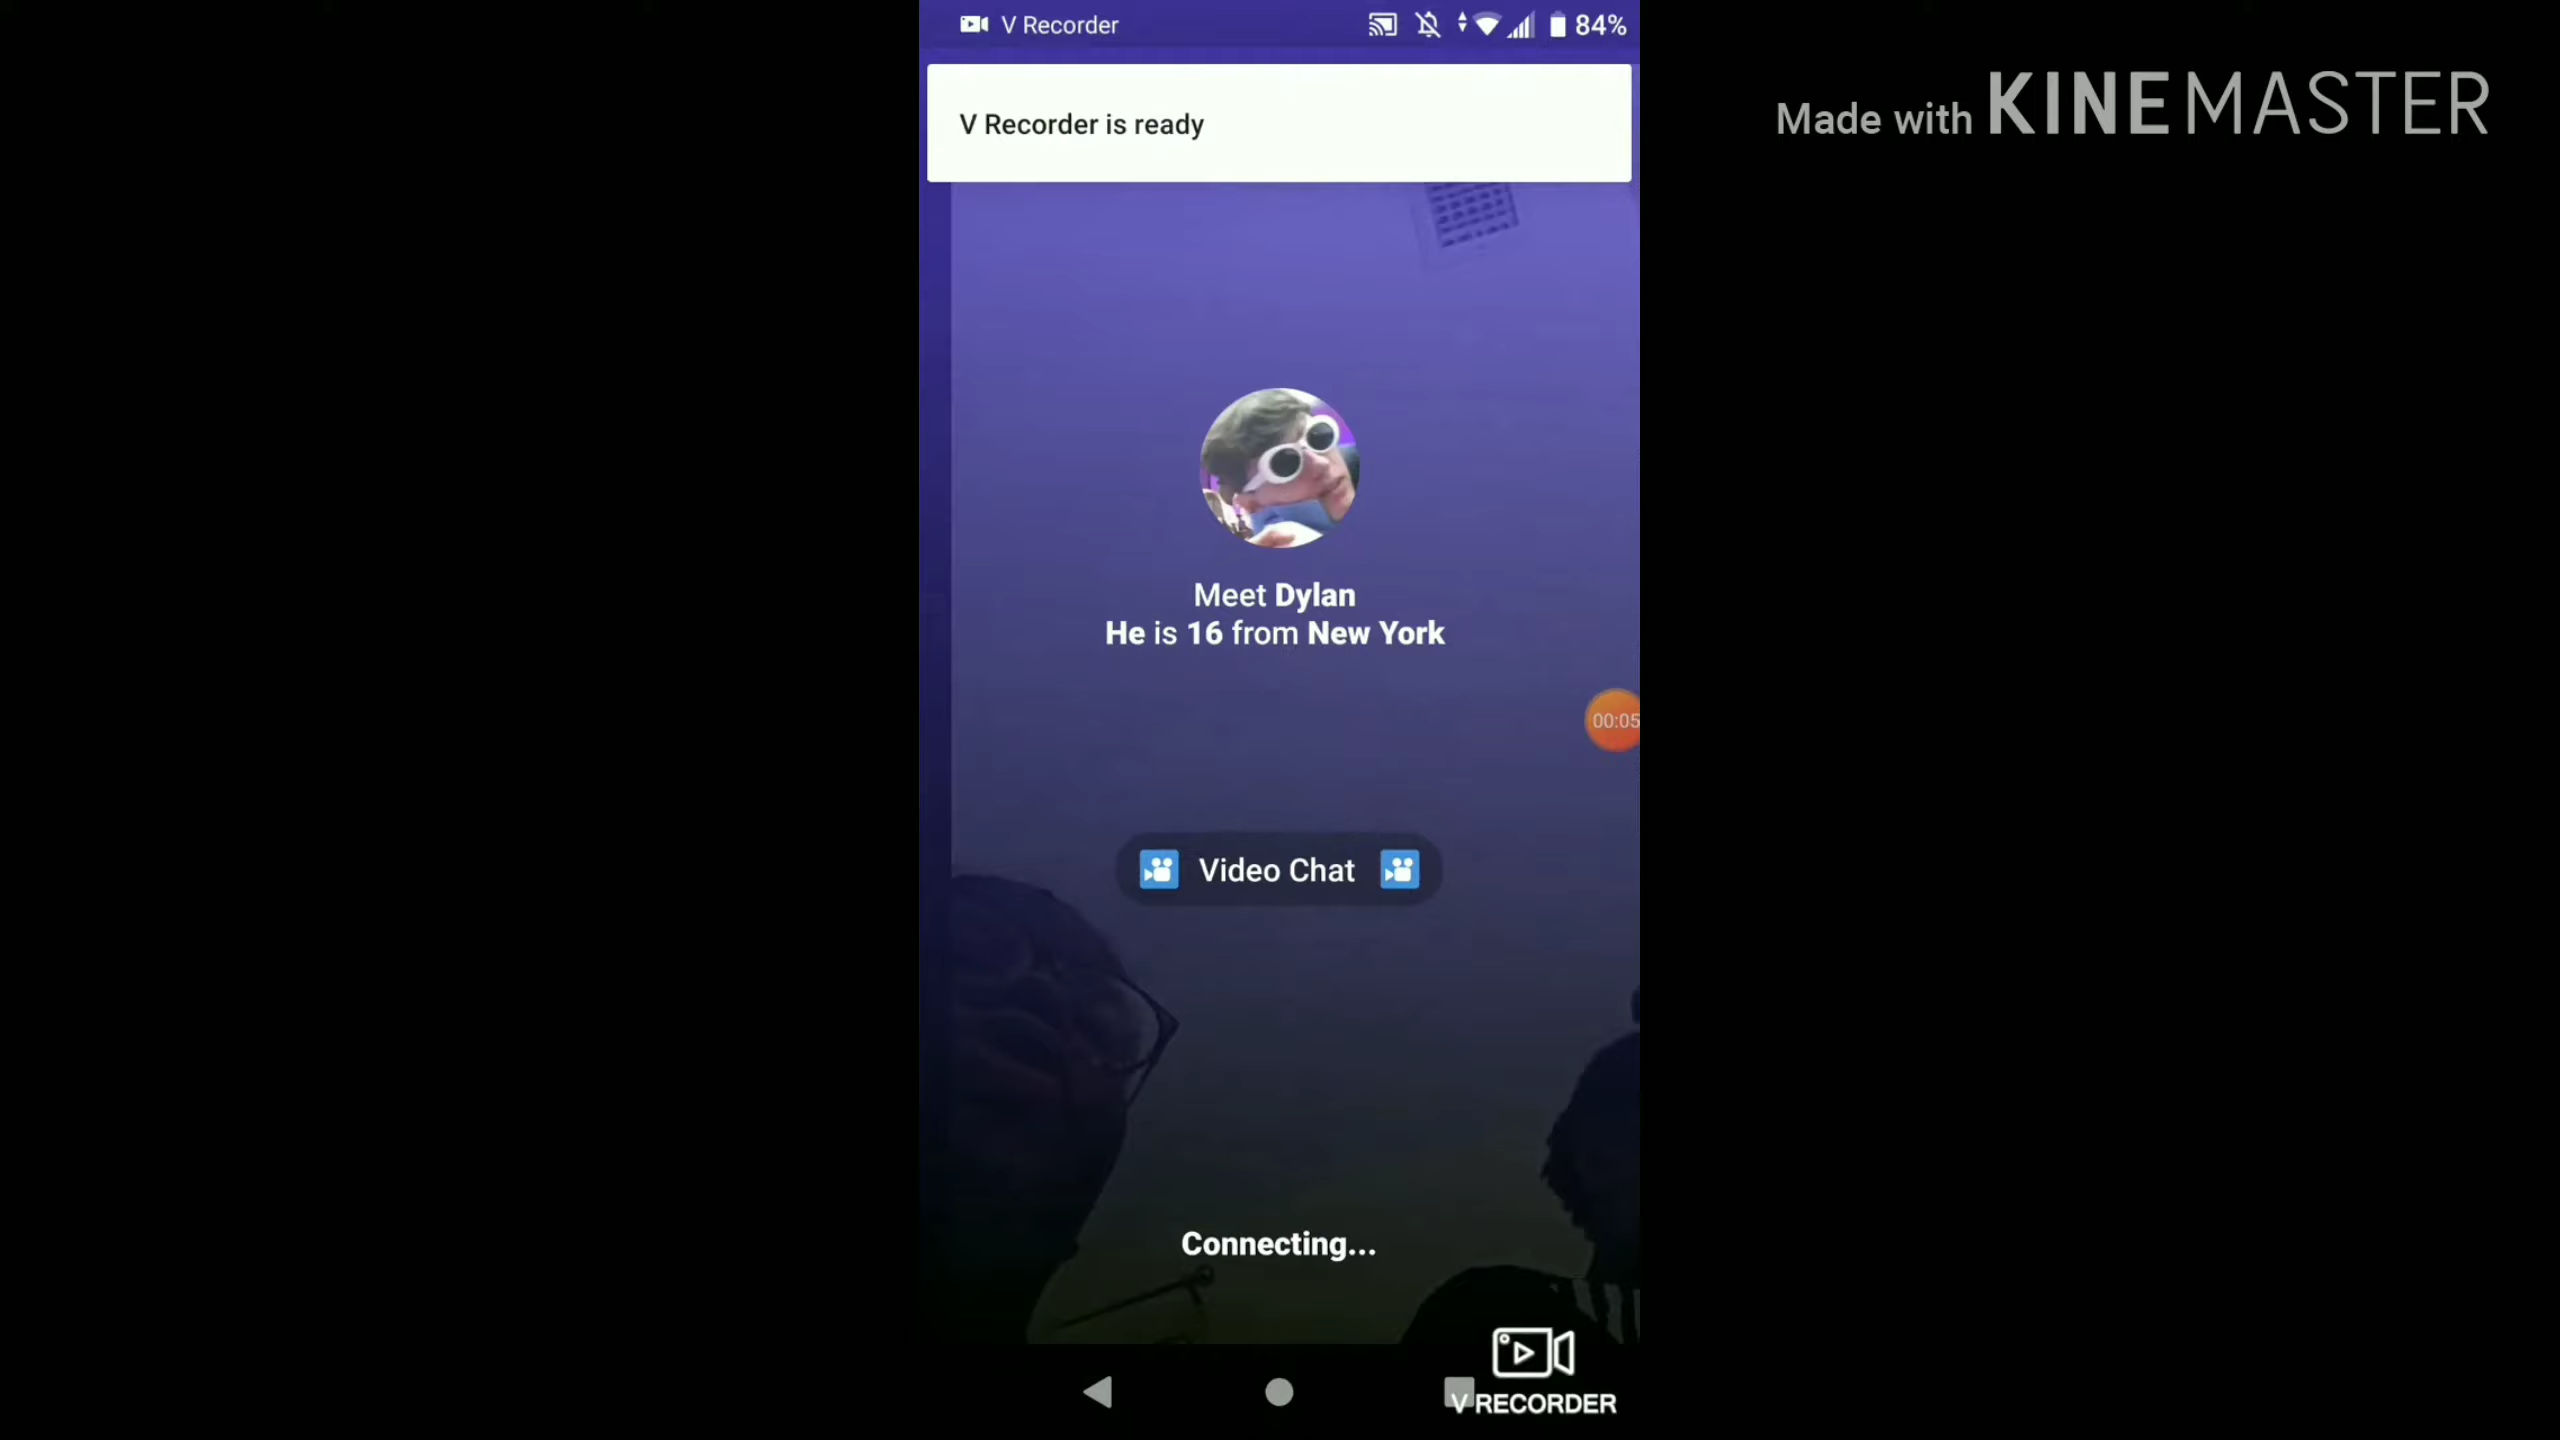 V Recorder
84%
Made with KINEMASTER
V Recorder is ready
Meet Dylan
He is 16 from New York
00:05
Video Chat
Connecting...
V RECORDER